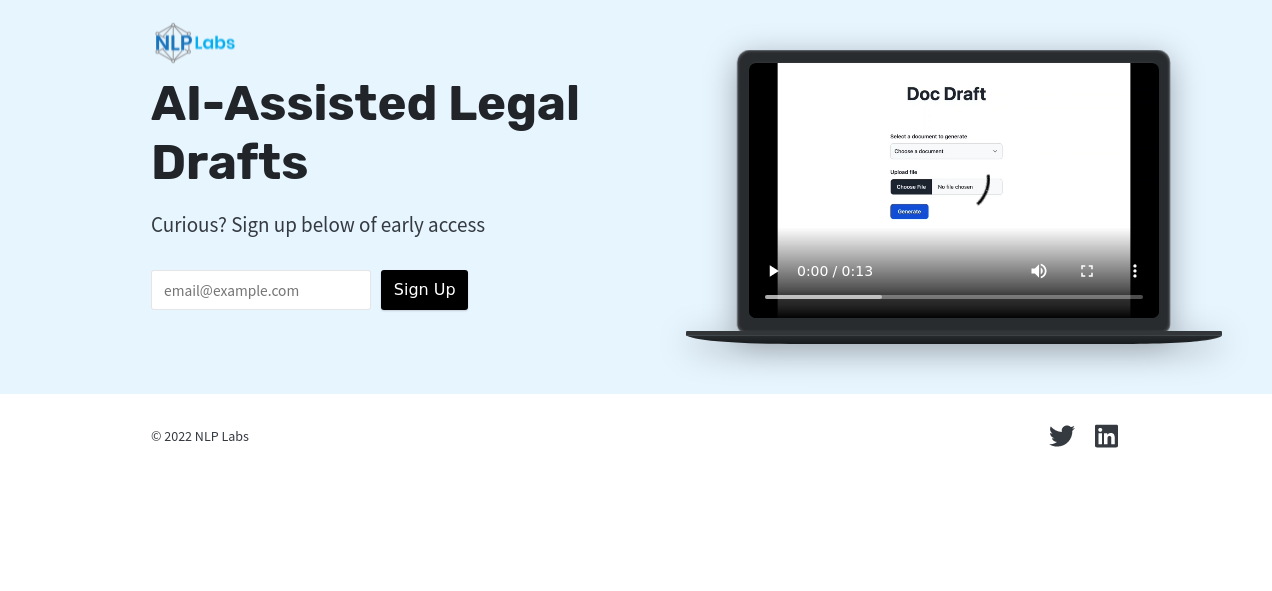 NLP Labs
AI-Assisted Legal
Drafts
Curious? Sign up below of early access
email@example.com
Sign Up
Doc Draft
Select a document to generate
Choose a document
Upload file
Choose File No file chosen
Generate
0:00 / 0:13
© 2022 NLP Labs
in